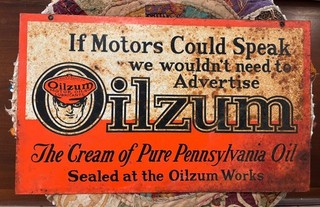 If Motors Could Speak
we wouldn't need to
Advertise
Oilzum
Oilzum
The Cream of Pure Pennsylvania Oil
Sealed at the Oilzum Works